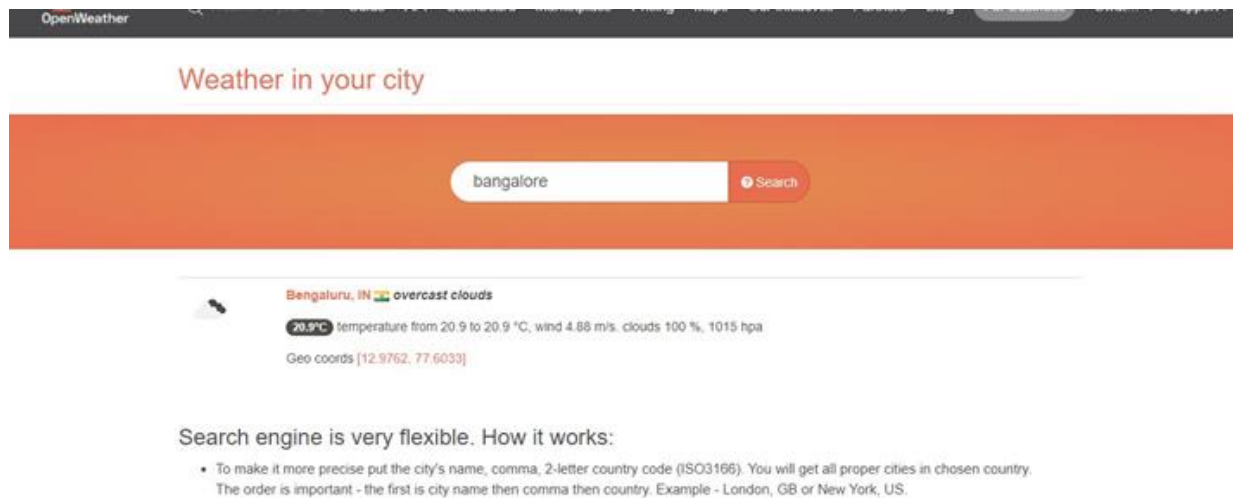 OpenWeather
Weather in your city
bangalore
Search
Bengaluru, IN overcast clouds
20.9°C temperature from 20.9 to 20.9 °C, wind 4.88 m/s. clouds 100 %, 1015 hpa
Geo coords [12.9762, 77.6033]
Search engine is very flexible. How it works:
• To make it more precise put the city's name, comma, 2-letter country code (ISO3166). You will get all proper cities in chosen country.
The order is important - the first is city name then comma then country. Example - London, GB or New York, US.